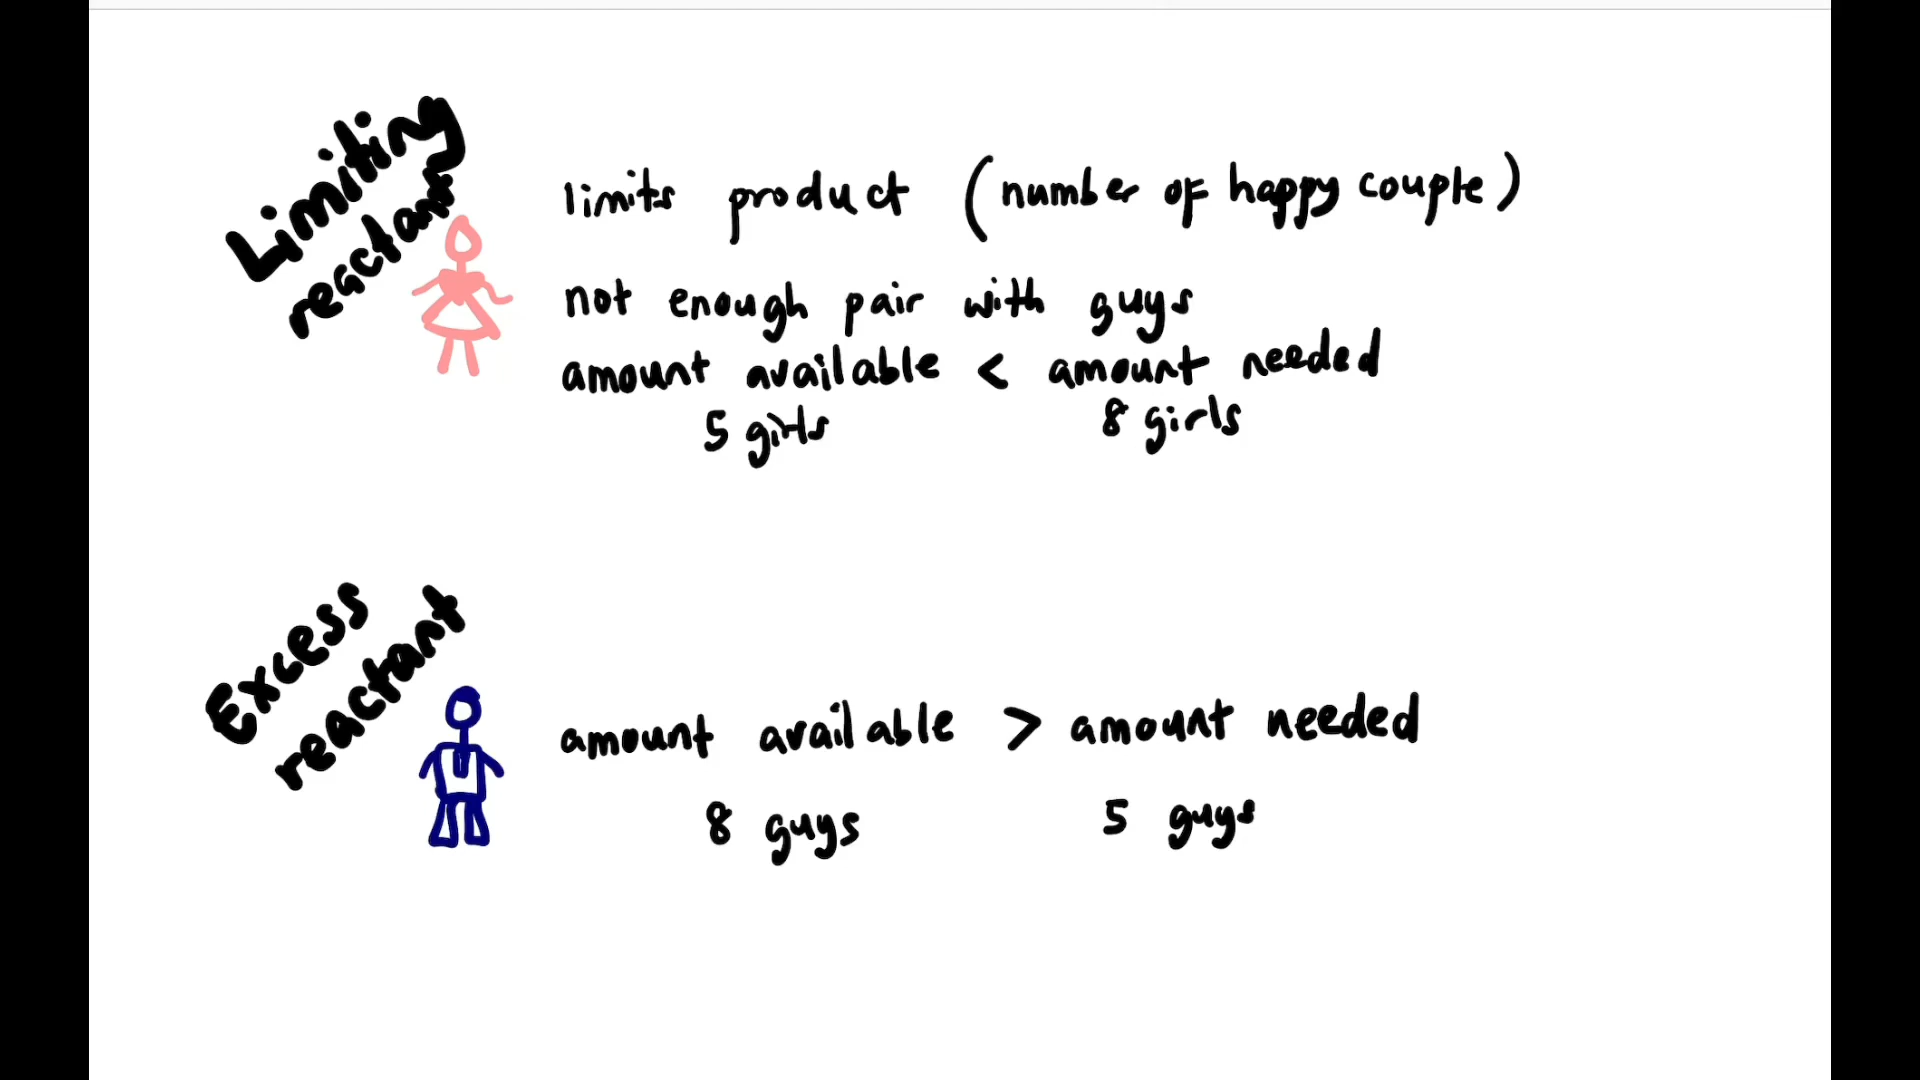 Limiting
reactant
limits product (number of happy couple)
not enough pair with guys
amount available < amount needed
5 girls 8 girls
Excess
reactant
amount available > amount needed
8 guys 5 guys